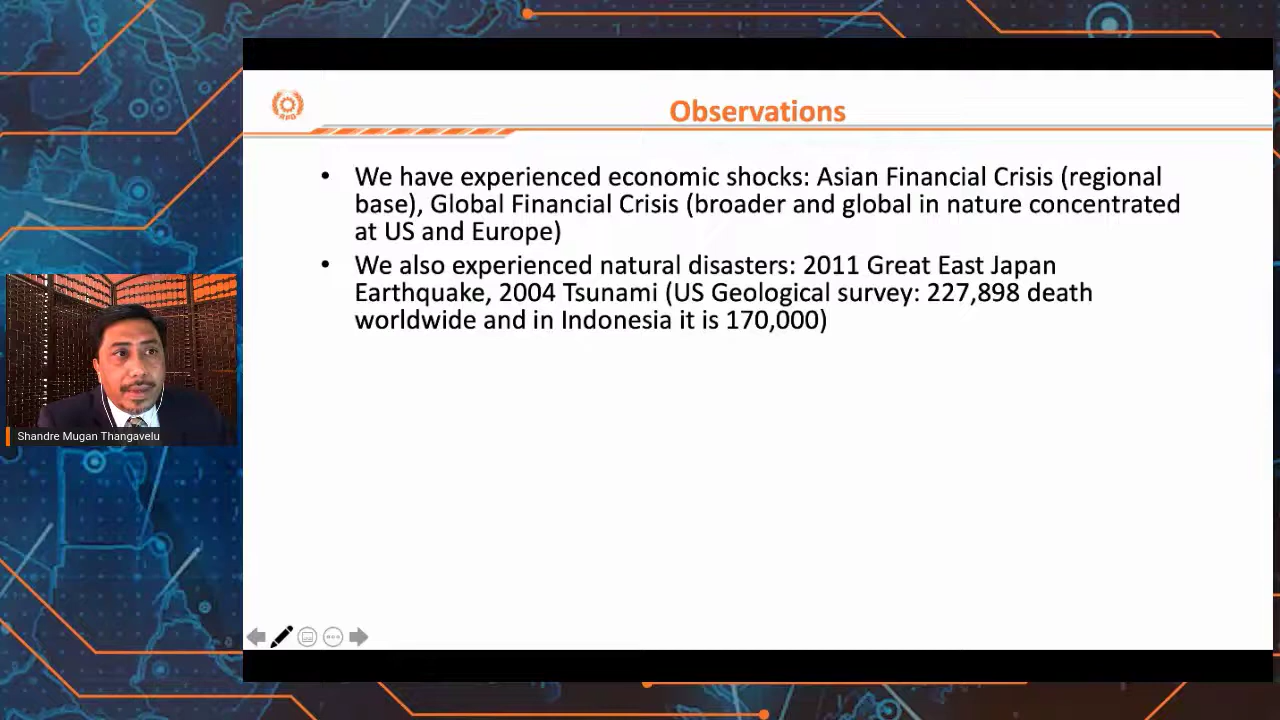 Observations
APO
• We have experienced economic shocks: Asian Financial Crisis (regional
base), Global Financial Crisis (broader and global in nature concentrated
at US and Europe)
• We also experienced natural disasters: 2011 Great East Japan
Earthquake, 2004 Tsunami (US Geological survey: 227,898 death
worldwide and in Indonesia it is 170,000)
Shandre Mugan Thangavelu